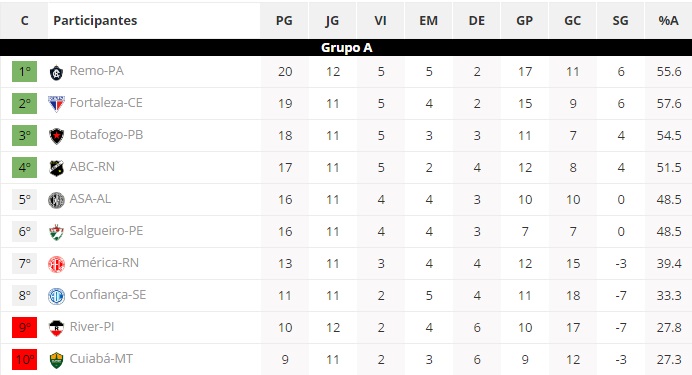 C Participantes PG JG VI EM DE GP GC SG %A
Grupo A
1º Remo-PA 20 12 5 5 2 17 11 6 55.6
2º Fortaleza-CE 19 11 5 4 2 15 9 6 57.6
3º Botafogo-PB 18 11 5 3 3 11 7 4 54.5
4º ABC-RN 17 11 5 2 4 12 8 4 51.5
5º ASA-AL 16 11 4 4 3 10 10 0 48.5
6º Salgueiro-PE 16 11 4 4 3 7 7 0 48.5
7º América-RN 13 11 3 4 4 12 15 -3 39.4
8º Confiança-SE 11 11 2 5 4 11 18 -7 33.3
9º River-PI 10 12 2 4 6 10 17 -7 27.8
10º Cuiabá-MT 9 11 2 3 6 9 12 -3 27.3